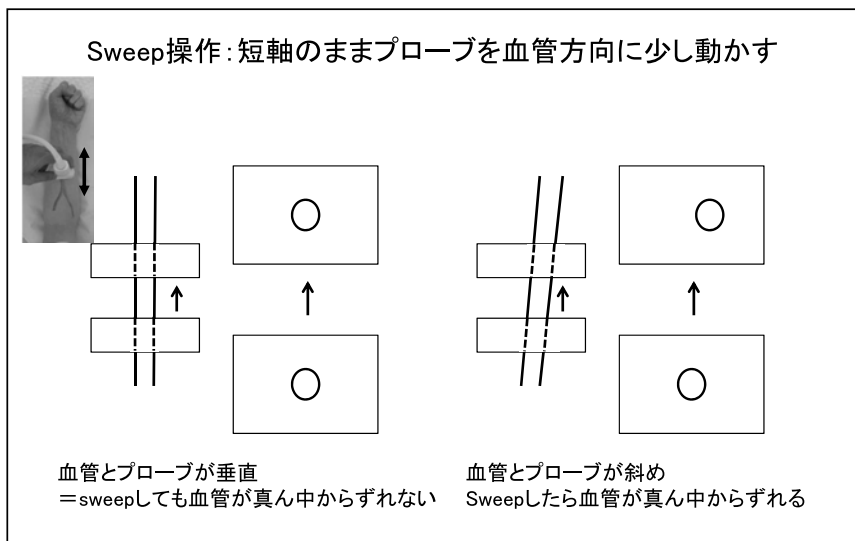 Sweep操作:短軸のままプローブを血管方向に少し動かす
血管とプローブが垂直
=sweepしても血管が真ん中からずれない
血管とプローブが斜め
Sweepしたら血管が真ん中からずれる